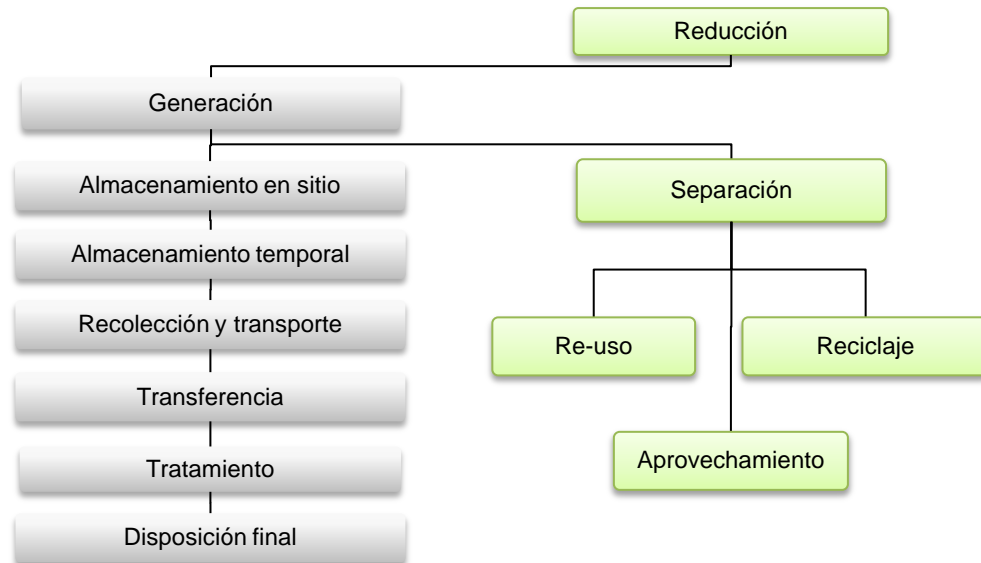 Reducción
Generación
Almacenamiento en sitio
Separación
Almacenamiento temporal
Recolección y transporte
Re-uso
Reciclaje
Transferencia
Aprovechamiento
Tratamiento
Disposición final